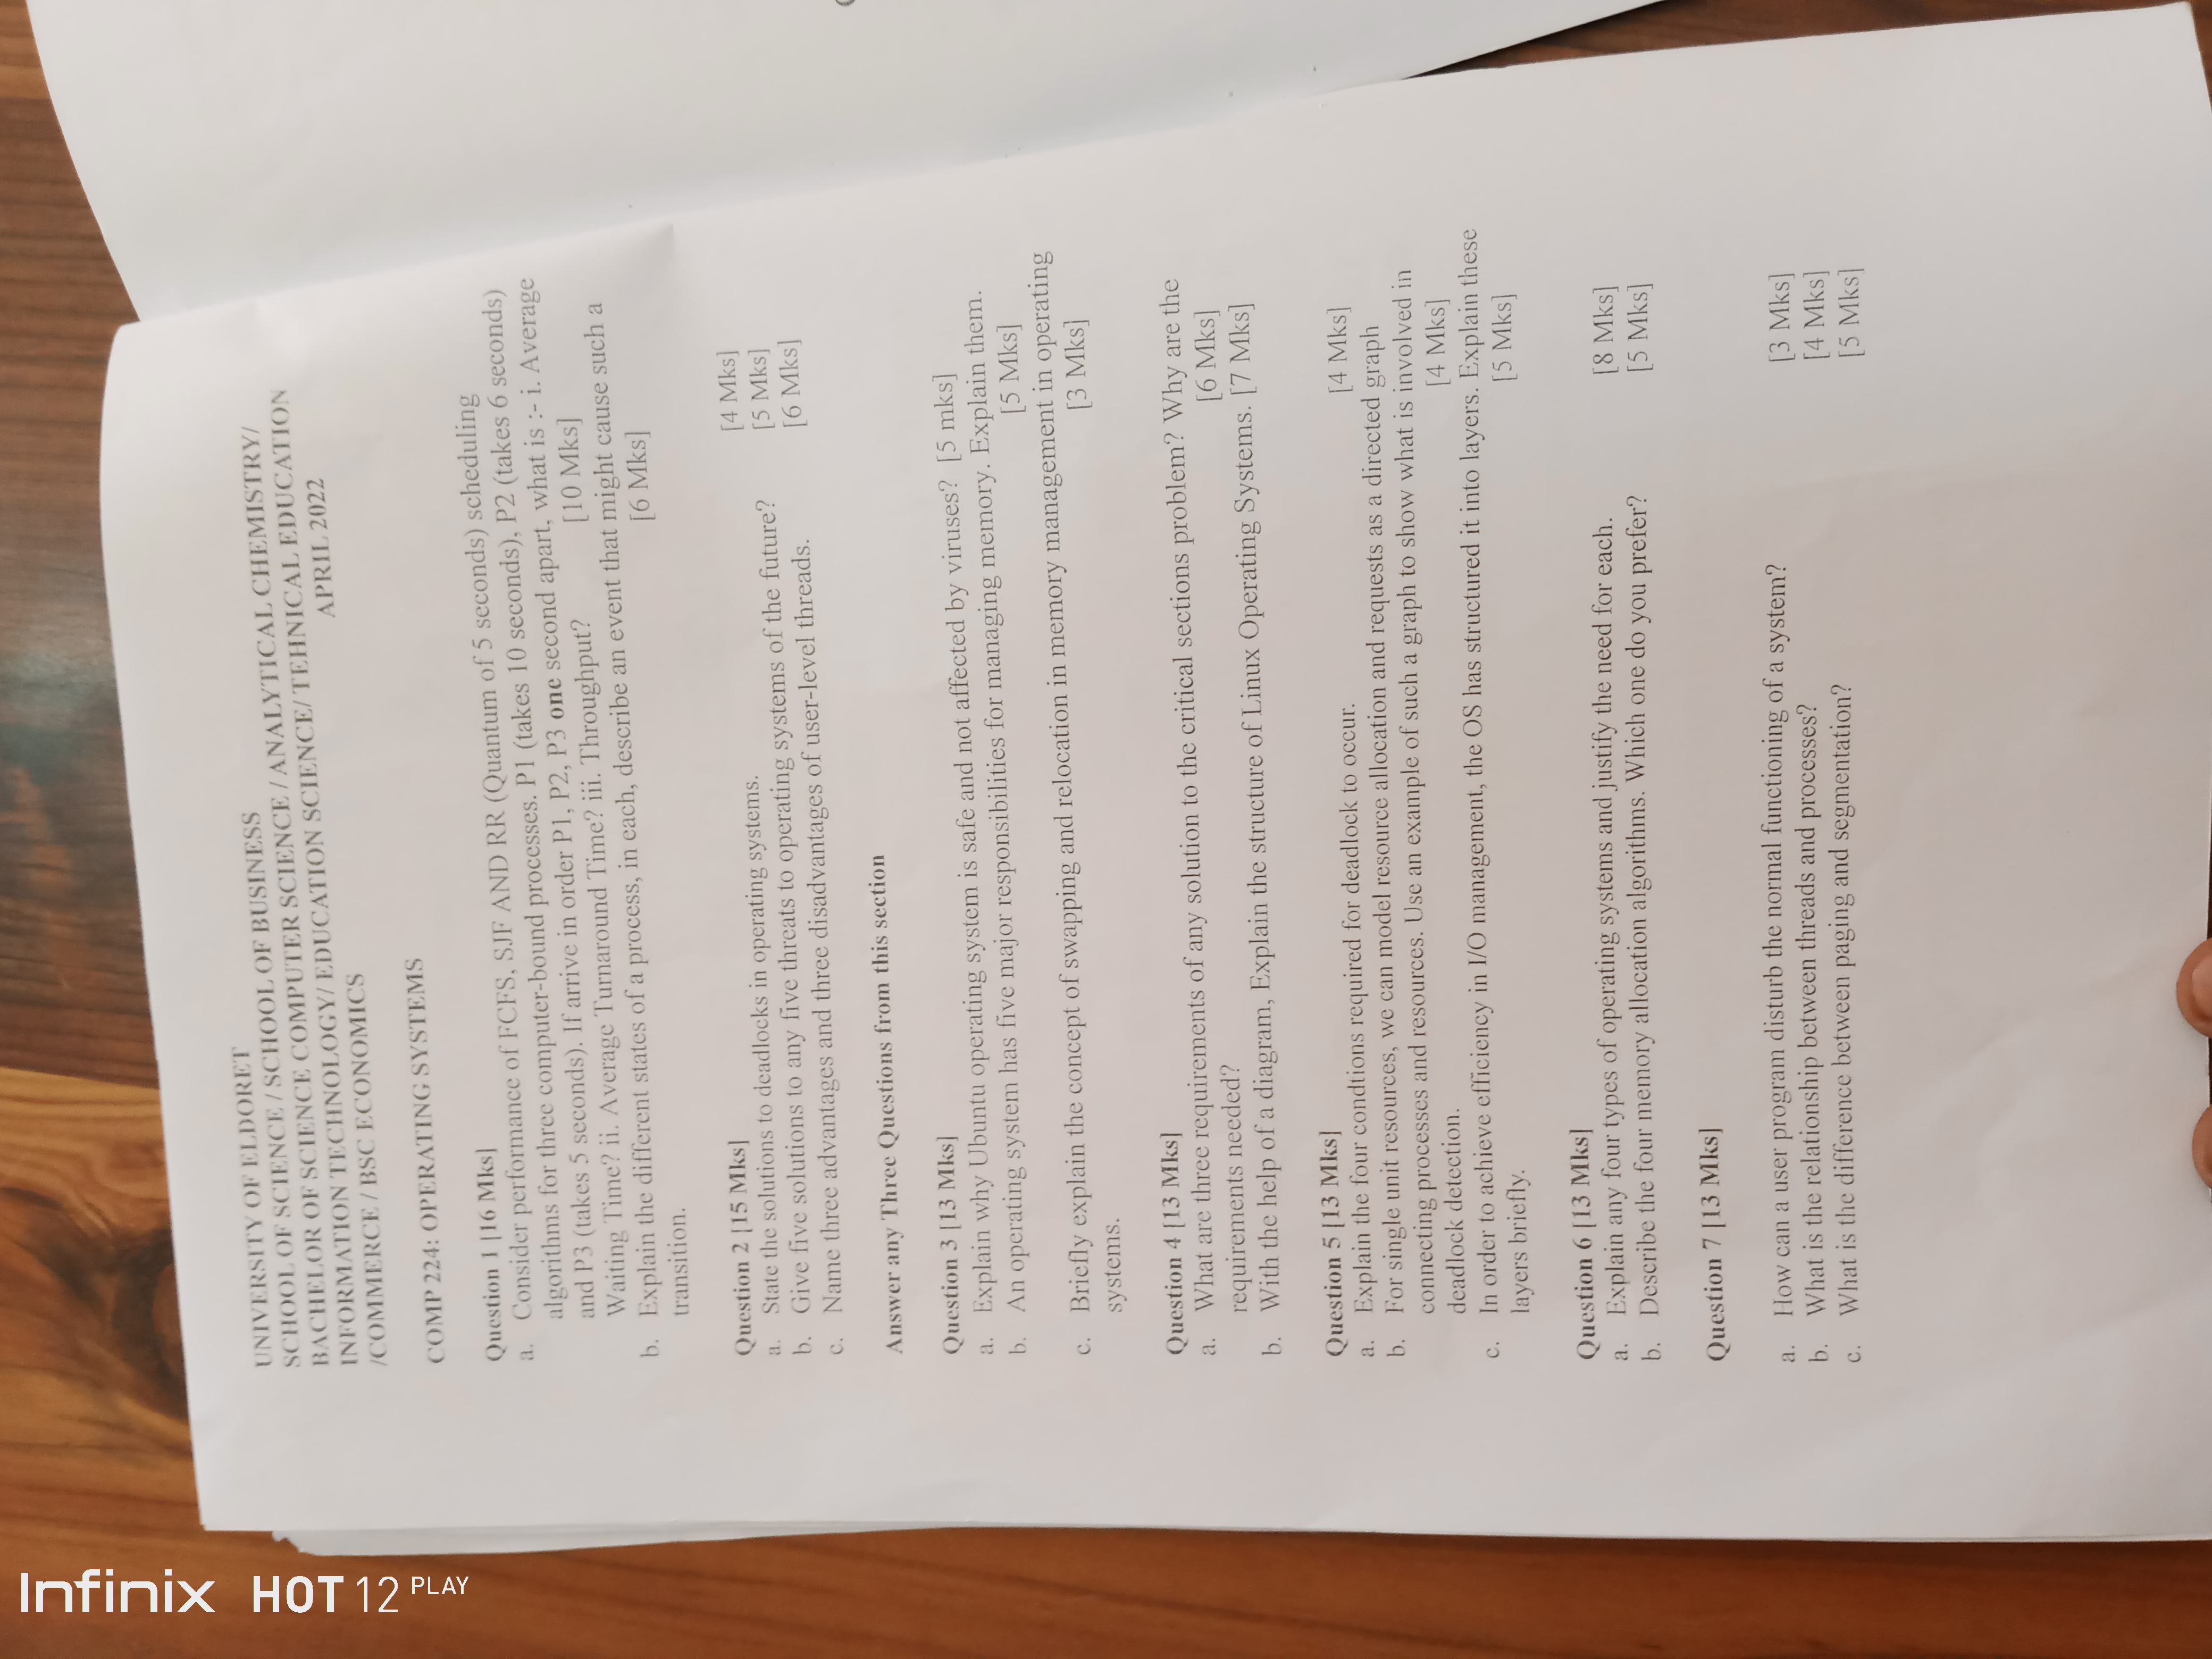 Infinix HOT 12 PLAY
UNIVERSITY OF ELDORET
SCHOOL OF SCIENCE / SCHOOL OF BUSINESS
BACHELOR OF SCIENCE COMPUTER SCIENCE / ANALYTICAL CHEMISTRY/
INFORMATION TECHNOLOGY/ EDUCATION SCIENCE/ TEHNICAL EDUCATION
/COMMERCE / BSC ECONOMICS APRIL 2022
COMP 224: OPERATING SYSTEMS
Question 1 [16 Mks]
a. Consider performance of FCFS, SJF AND RR (Quantum of 5 seconds) scheduling
algorithms for three computer-bound processes. P1 (takes 10 seconds), P2 (takes 6 seconds)
and P3 (takes 5 seconds). If arrive in order P1, P2, P3 one second apart, what is :- i. Average
Waiting Time? ii. Average Turnaround Time? iii. Throughput? [10 Mks]
b. Explain the different states of a process, in each, describe an event that might cause such a
transition. [6 Mks]
Question 2 [15 Mks]
a. State the solutions to deadlocks in operating systems. [4 Mks]
b. Give five solutions to any five threats to operating systems of the future? [5 Mks]
c. Name three advantages and three disadvantages of user-level threads. [6 Mks]
Answer any Three Questions from this section
Question 3 [13 Mks]
a. Explain why Ubuntu operating system is safe and not affected by viruses? [5 mks]
b. An operating system has five major responsibilities for managing memory. Explain them.
[5 Mks]
c. Briefly explain the concept of swapping and relocation in memory management in operating
systems. [3 Mks]
Question 4 [13 Mks]
a. What are three requirements of any solution to the critical sections problem? Why are the
requirements needed? [6 Mks]
b. With the help of a diagram, Explain the structure of Linux Operating Systems. [7 Mks]
Question 5 [13 Mks]
a. Explain the four condtions required for deadlock to occur. [4 Mks]
b. For single unit resources, we can model resource allocation and requests as a directed graph
connecting processes and resources. Use an example of such a graph to show what is involved in
deadlock detection. [4 Mks]
c. In order to achieve efficiency in I/O management, the OS has structured it into layers. Explain these
layers briefly. [5 Mks]
Question 6 [13 Mks]
a. Explain any four types of operating systems and justify the need for each. [8 Mks]
b. Describe the four memory allocation algorithms. Which one do you prefer? [5 Mks]
Question 7 [13 Mks]
a. How can a user program disturb the normal functioning of a system? [3 Mks]
b. What is the relationship between threads and processes? [4 Mks]
c. What is the difference between paging and segmentation? [5 Mks]